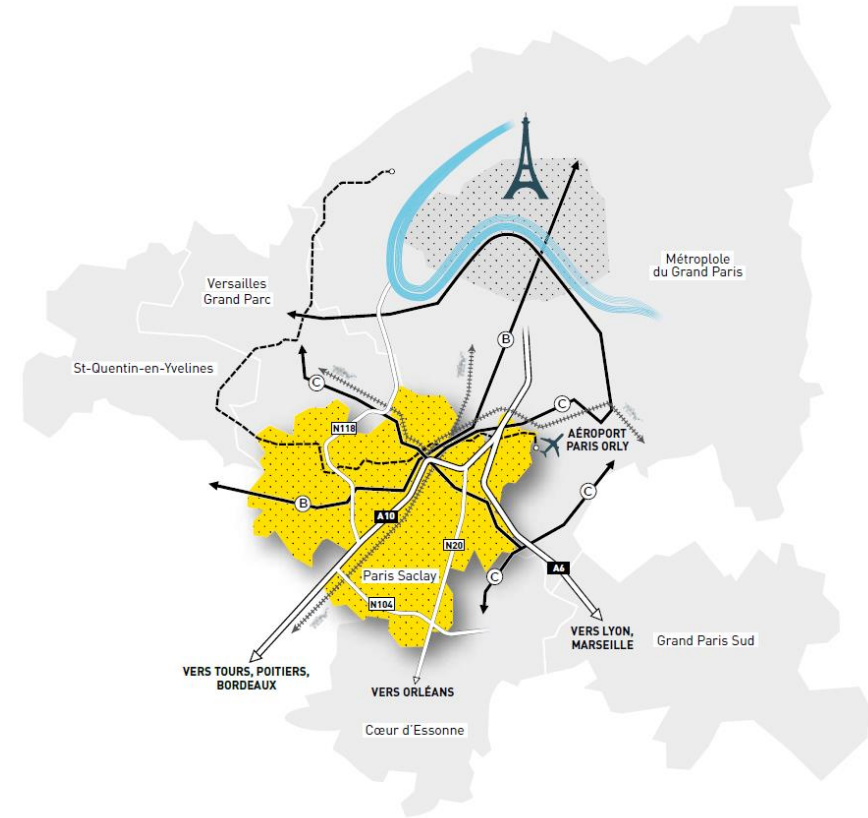 Métroplole
du Grand Paris
Versailles
Grand Parc
B
St-Quentin-en-Yvelines
C
C
N118
AÉROPORT
PARIS ORLY
C
B
A10
N20
A6
Paris Saclay
C
N104
VERS LYON,
MARSEILLE
Grand Paris Sud
VERS TOURS, POITIERS,
BORDEAUX
VERS ORLÉANS
Cœur d'Essonne